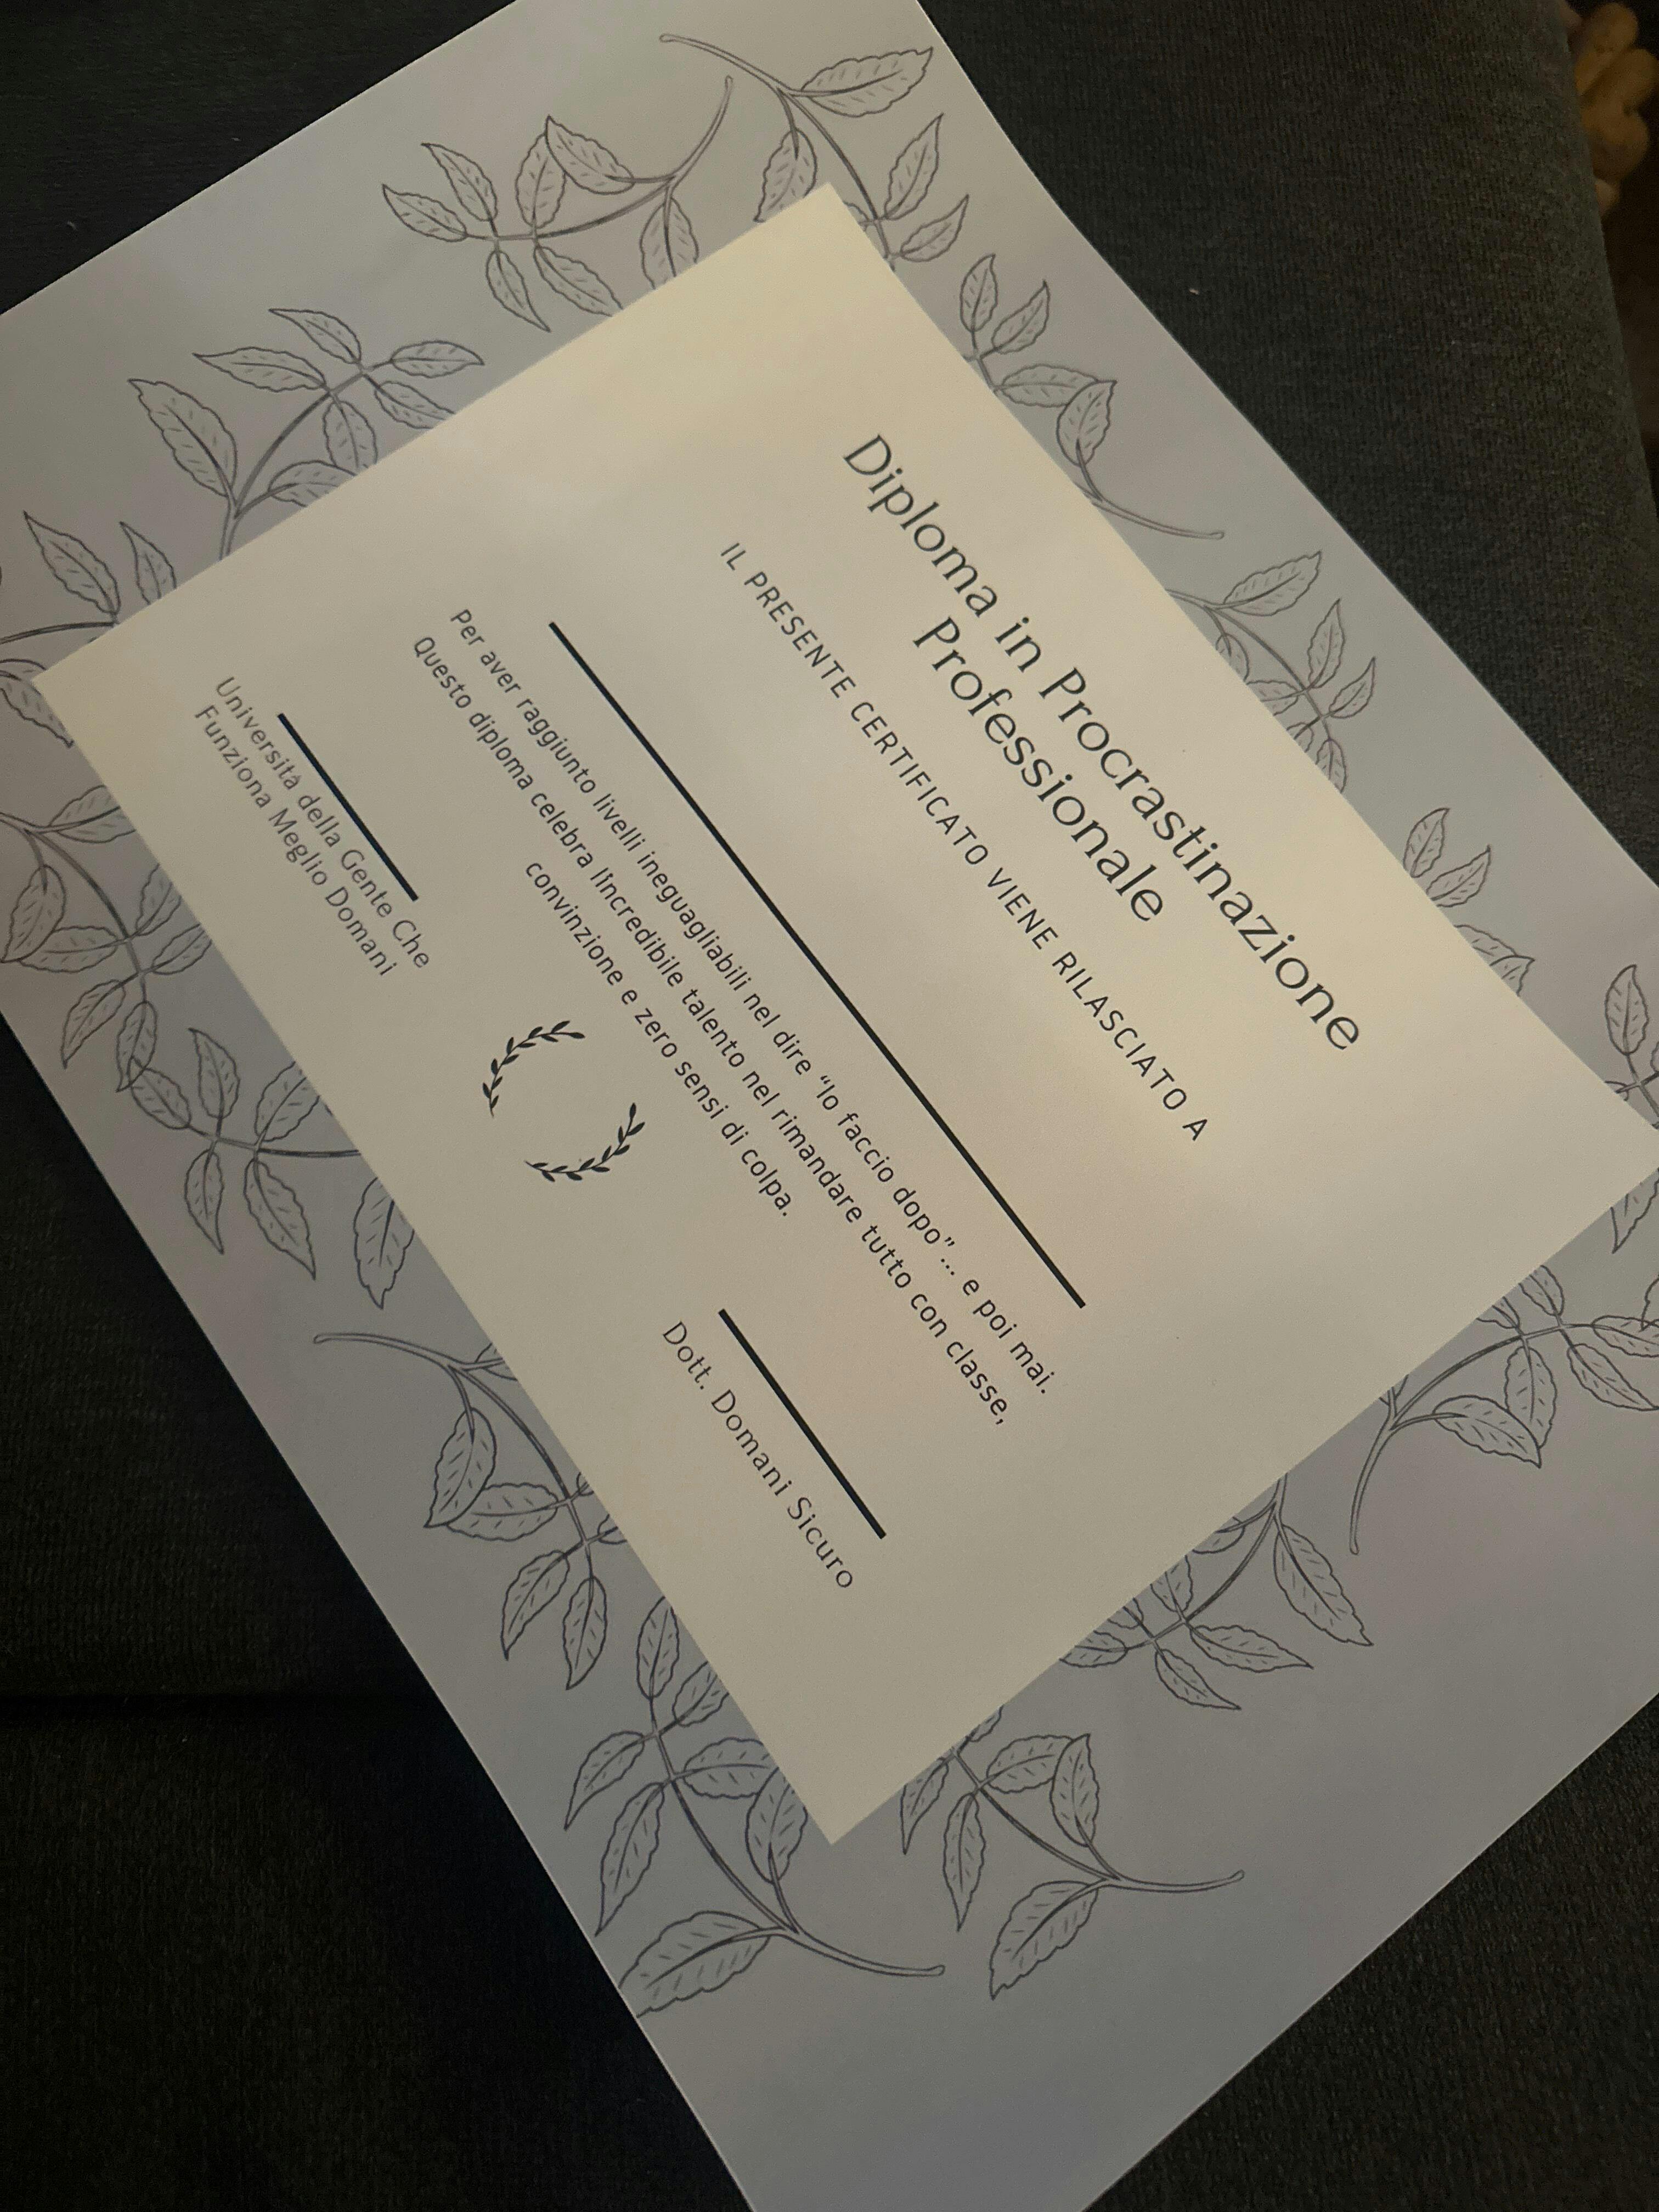 Diploma in Procrastinazione
Professionale
IL PRESENTE CERTIFICATO VIENE RILASCIATO A
Per aver raggiunto livelli ineguagliabili nel dire “lo faccio dopo”... e poi mai.
Questo diploma celebra l'incredibile talento nel rimandare tutto con classe,
convinzione e zero sensi di colpa.
Università della Gente Che
Funziona Meglio Domani
Dott. Domani Sicuro